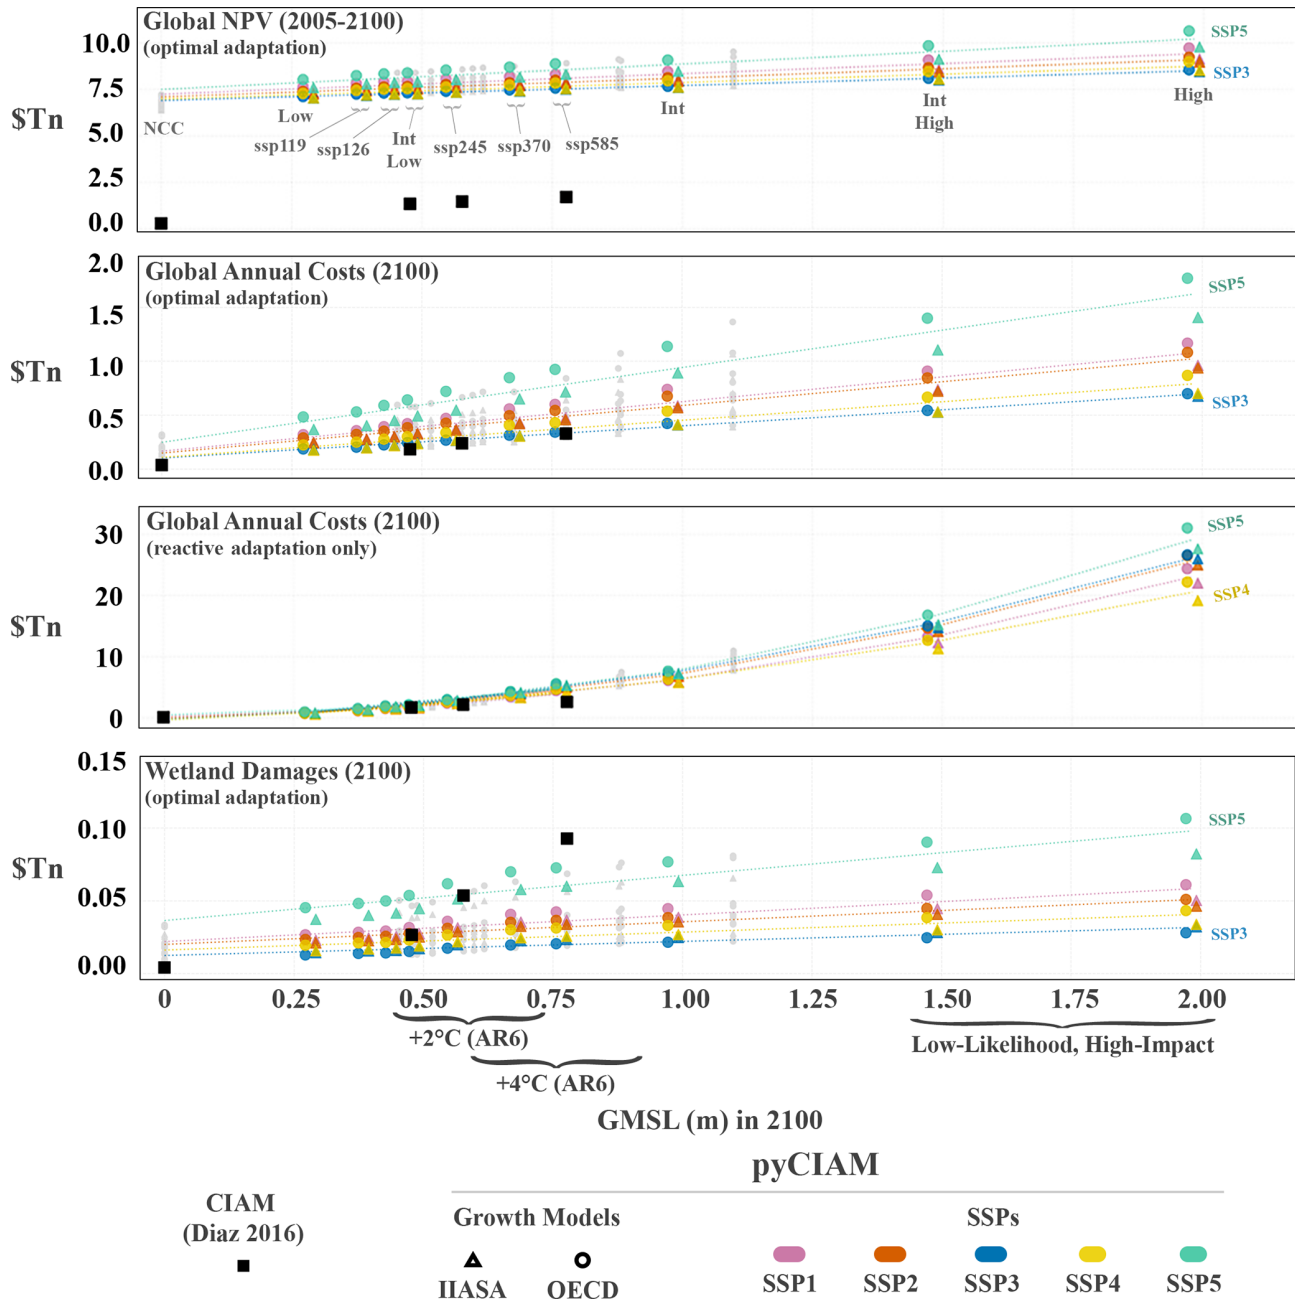 Global NPV (2005-2100)
(optimal adaptation)
10.0
7.5
5.0
2.5
0.0
$Tn
NCC
Low
ssp119
ssp126
Int
Low
ssp245
ssp370
ssp585
Int
Int
High
High
SSP5
SSP3
Global Annual Costs (2100)
(optimal adaptation)
2.0
1.5
1.0
0.5
0.0
$Tn
SSP5
SSP3
Global Annual Costs (2100)
(reactive adaptation only)
30
20
10
0
$Tn
SSP5
SSP4
Wetland Damages (2100)
(optimal adaptation)
0.15
0.10
0.05
0.00
$Tn
SSP5
SSP3
0 0.25 0.50 0.75 1.00 1.25 1.50 1.75 2.00
+2°C (AR6)
+4°C (AR6)
Low-Likelihood, High-Impact
GMSL (m) in 2100
pyCIAM
CIAM
(Diaz 2016)
Growth Models
IIASA OECD
SSPs
SSP1 SSP2 SSP3 SSP4 SSP5